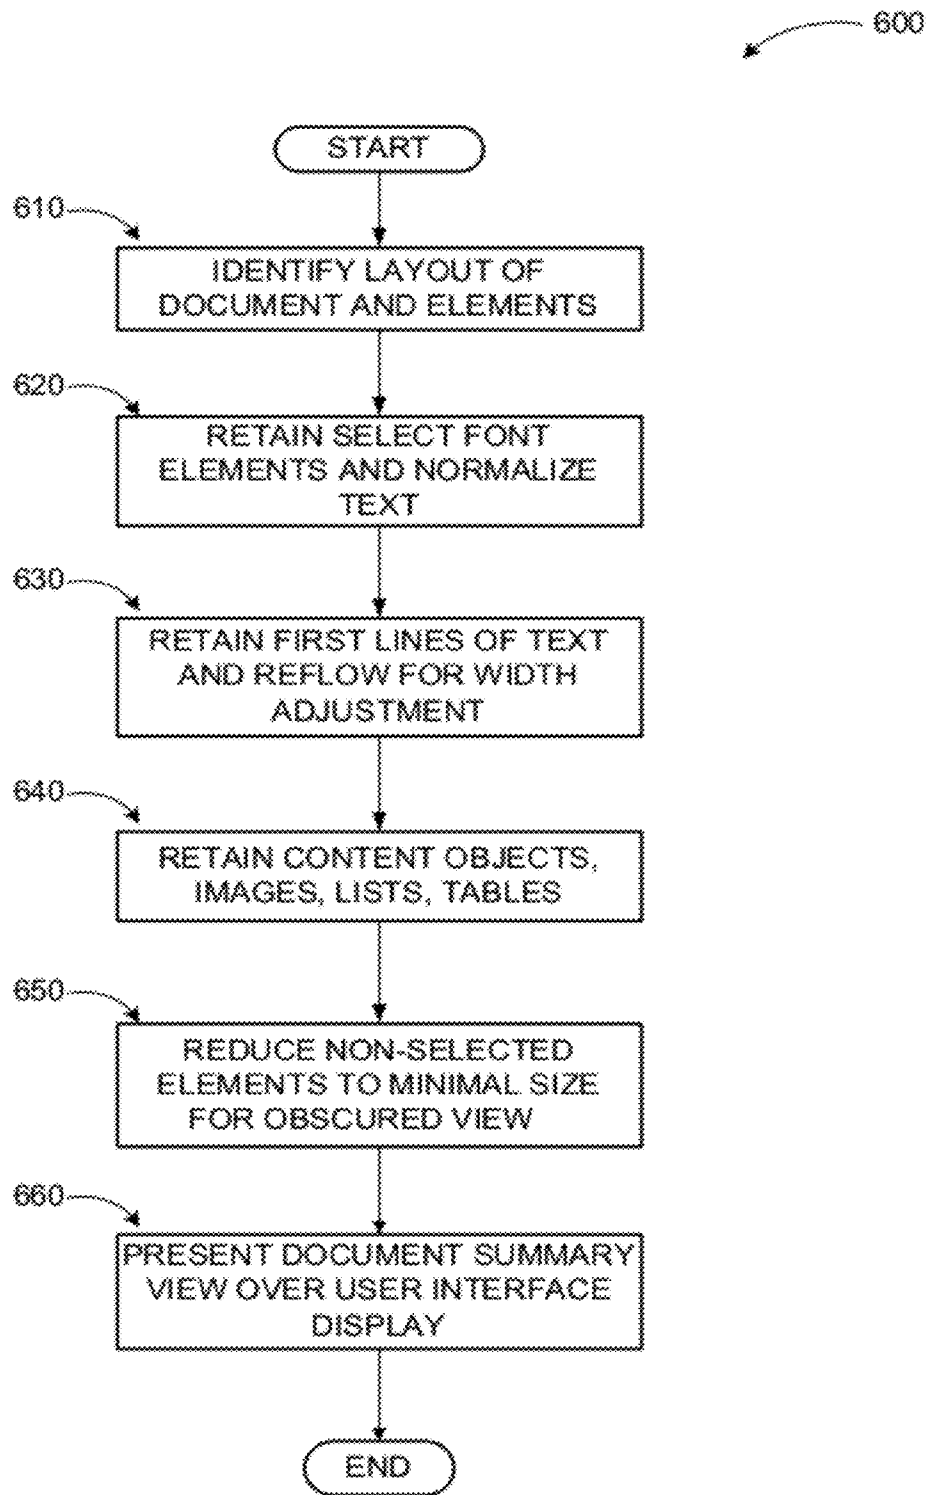 600
START
610
IDENTIFY LAYOUT OF
DOCUMENT AND ELEMENTS
620
RETAIN SELECT FONT
ELEMENTS AND NORMALIZE
TEXT
630
RETAIN FIRST LINES OF TEXT
AND REFLOW FOR WIDTH
ADJUSTMENT
640
RETAIN CONTENT OBJECTS,
IMAGES, LISTS, TABLES
650
REDUCE NON-SELECTED
ELEMENTS TO MINIMAL SIZE
FOR OBSCURED VIEW
660
PRESENT DOCUMENT SUMMARY
VIEW OVER USER INTERFACE
DISPLAY
END